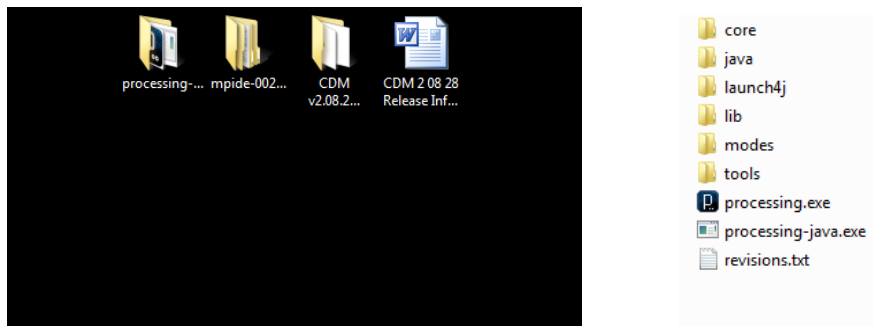 processing-...
mpide-002...
CDM
v2.08.2...
CDM 2 08 28
Release Inf...
core
java
launch4j
lib
modes
tools
processing.exe
processing-java.exe
revisions.txt